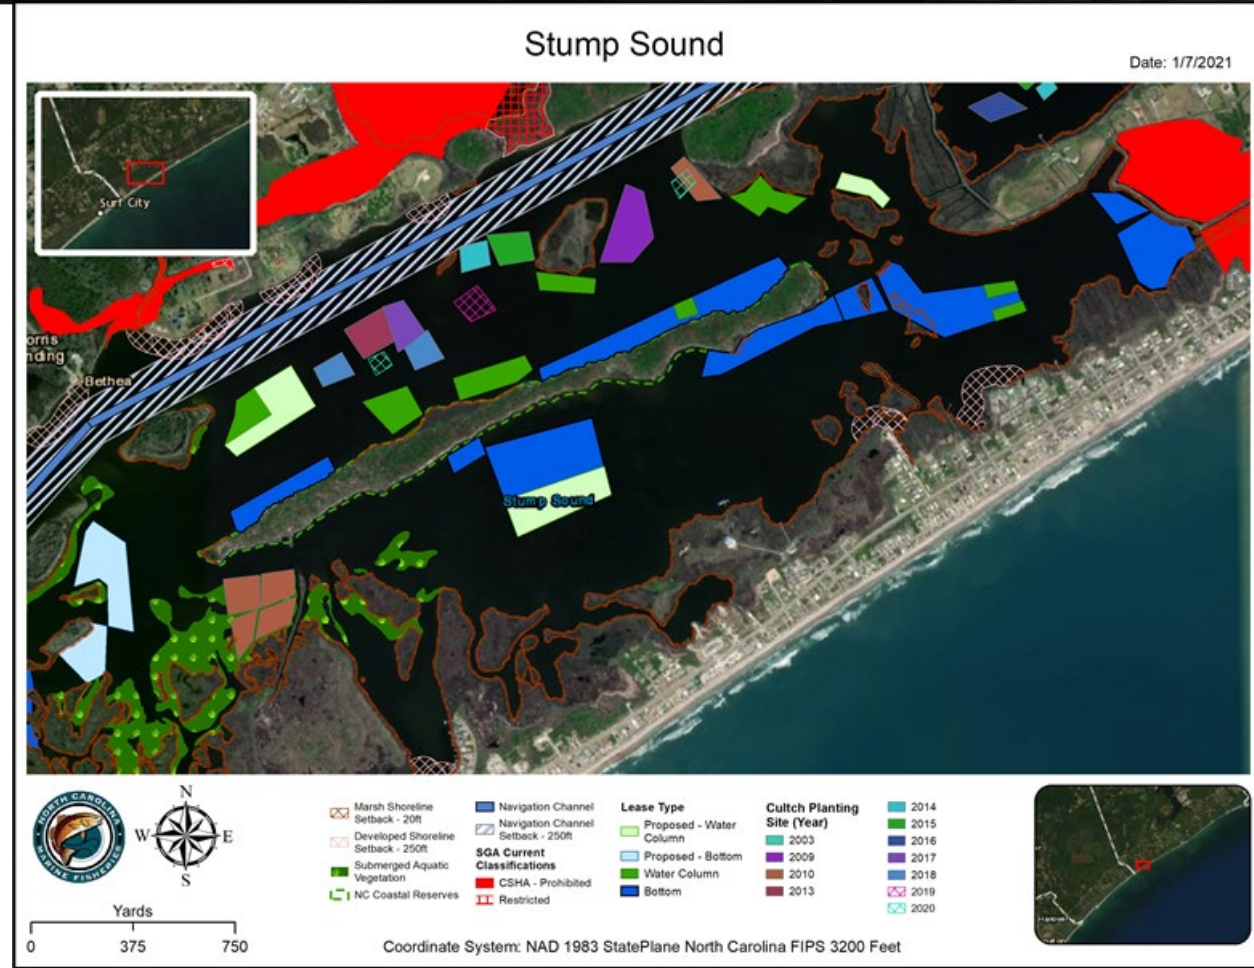 Stump Sound
Date: 1/7/2021
Surf City
orris
nding
Bethea
Stump Sound
NORTH CAROLINA
MARINE FISHERIES
N
W
E
S
Yards
0
375
750
Marsh Shoreline
Setback - 20ft
Developed Shoreline
Setback - 250ft
Submerged Aquatic
Vegetation
NC Coastal Reserves
Navigation Channel
Navigation Channel
Setback - 250ft
SGA Current
Classifications
CSHA - Prohibited
Restricted
Lease Type
Proposed - Water
Column
Proposed - Bottom
Water Column
Bottom
Cultch Planting
Site (Year)
2003
2009
2010
2013
2014
2015
2016
2017
2018
2019
2020
Coordinate System: NAD 1983 StatePlane North Carolina FIPS 3200 Feet